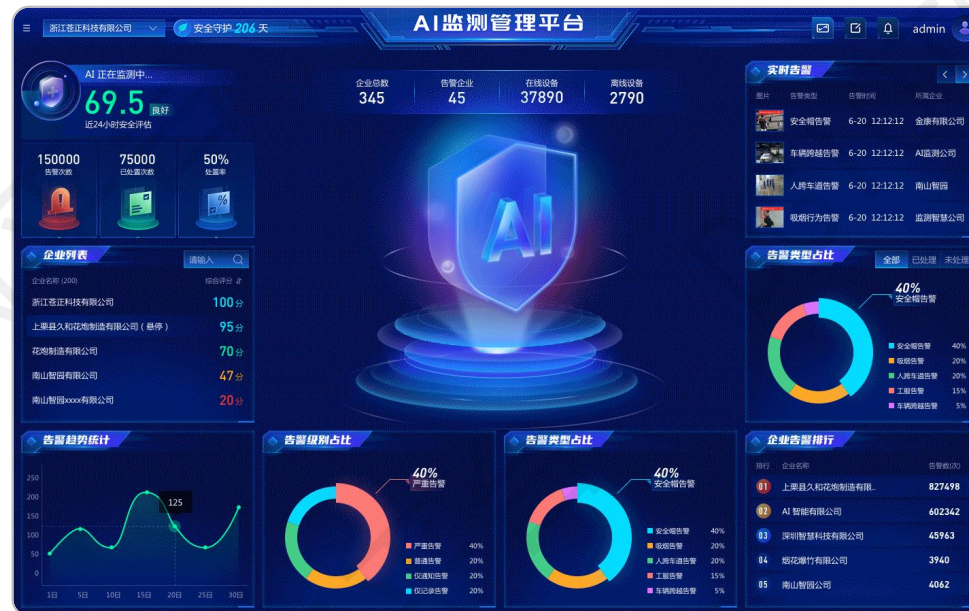 浙江苍正科技有限公司
安全守护 206 天
AI监测管理平台
admin
AI 正在监测中...
69.5 良好
近24小时安全评估
150000 75000 50%
告警次数 已处置次数 处置率
企业总数 告警企业 在线设备 离线设备
345 45 37890 2790
AI
实时告警
图片 告警类型 告警时间 所属企业
安全帽告警 6-20 12:12:12 金康有限公司
车辆跨越告警 6-20 12:12:12 AI监测公司
人跨车道告警 6-20 12:12:12 南山智园
吸烟行为告警 6-20 12:12:12 监测智慧公司
企业列表 请输入
企业名称 (200) 综合评分
浙江苍正科技有限公司 100分
上栗县久和花炮制造有限公司（悬停） 95分
花炮制造有限公司 70分
南山智园有限公司 47分
南山智园xxxx有限公司 20分
告警类型占比 全部 已处理 未处理
40%
安全帽告警
安全帽告警 40%
吸烟告警 20%
人跨车道告警 20%
工服告警 15%
车辆跨越告警 5%
告警趋势统计
250
200
150
100
50
0
125
1日 5日 10日 15日 20日 25日 30日
告警级别占比
40%
严重告警
严重告警 40%
普通告警 20%
仅通知告警 20%
仅记录告警 20%
告警类型占比
40%
安全帽告警
安全帽告警 40%
吸烟告警 20%
人跨车道告警 20%
工服告警 15%
车辆跨越告警 5%
企业告警排行
排行 企业名称 告警数(次)
01 上栗县久和花炮制造有限.. 827498
02 AI 智能有限公司 602342
03 深圳智慧科技有限公司 45963
04 烟花爆竹有限公司 3940
05 南山智园公司 4062